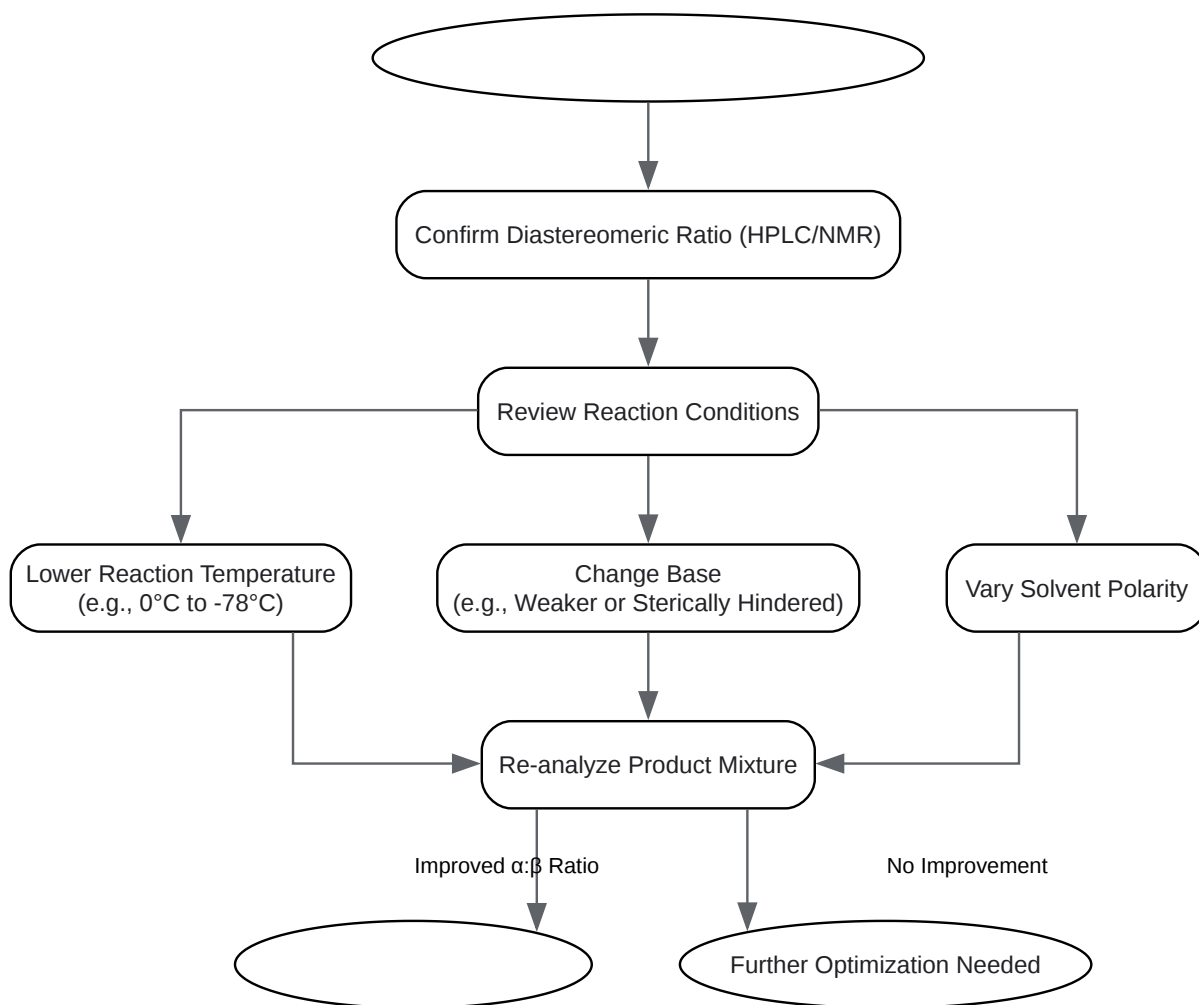 Confirm Diastereomeric Ratio (HPLC/NMR)
Review Reaction Conditions
Lower Reaction Temperature
(e.g., 0°C to -78°C)
Change Base
(e.g., Weaker or Sterically Hindered)
Vary Solvent Polarity
Re-analyze Product Mixture
Improved α:β Ratio
No Improvement
Further Optimization Needed